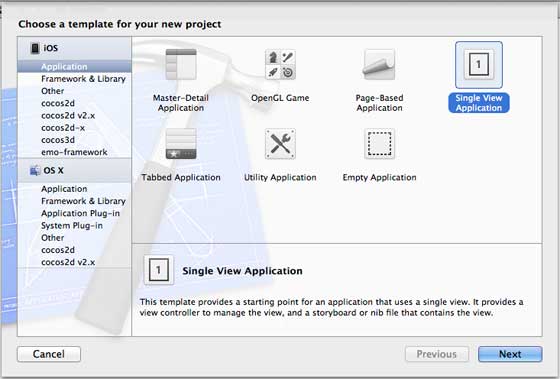 Choose a template for your new project
iOS
Application
Framework & Library
Other
cocos2d
cocos2d v2.x
cocos2d-x
cocos3d
emo-framework
OS X
Application
Framework & Library
Application Plug-in
System Plug-in
Other
cocos2d
cocos2d v2.x
Master-Detail
Application
OpenGL Game
Page-Based
Application
1
Single View
Application
Tabbed Application
Utility Application
Empty Application
1
Single View Application
This template provides a starting point for an application that uses a single view. It provides a
view controller to manage the view, and a storyboard or nib file that contains the view.
Cancel
Previous
Next